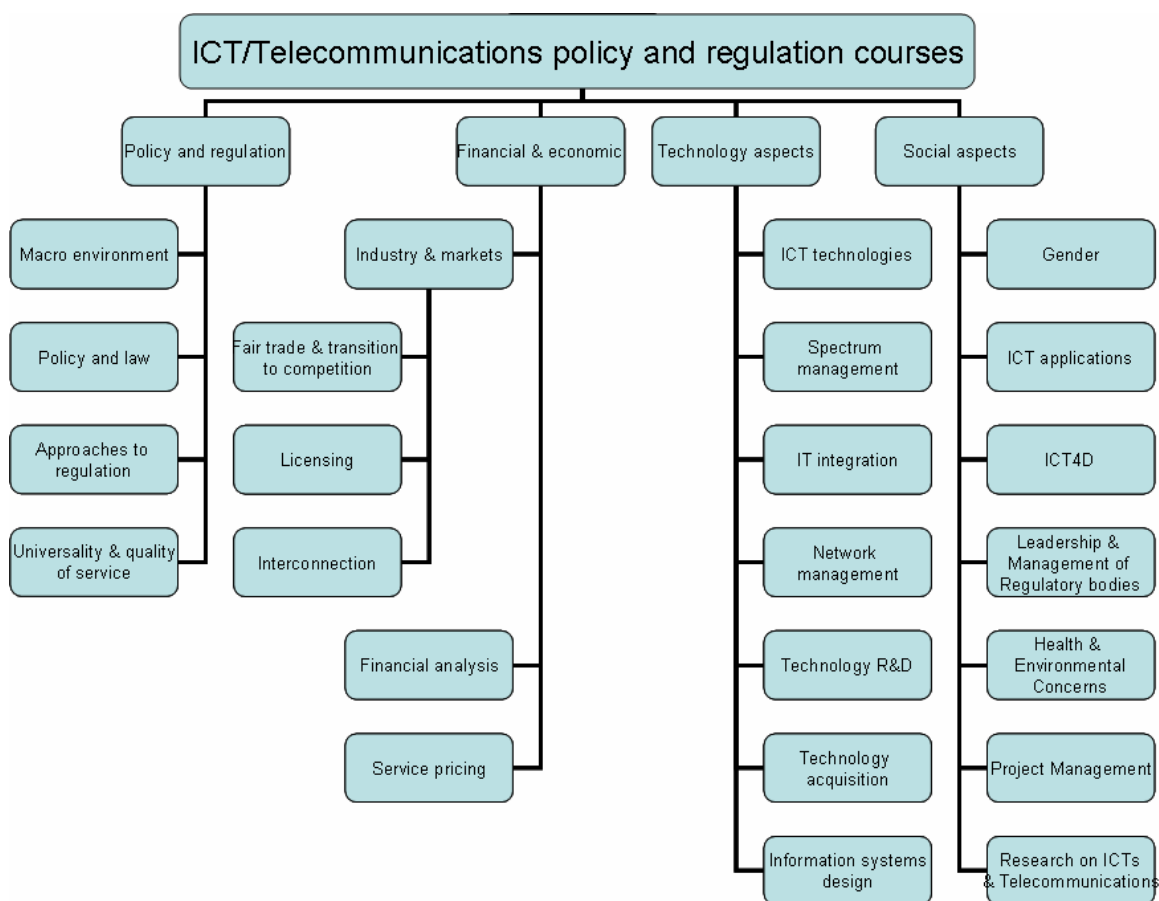 ICT/Telecommunications policy and regulation courses
Policy and regulation
Financial & economic
Technology aspects
Social aspects
Macro environment
Industry & markets
ICT technologies
Gender
Policy and law
Fair trade & transition
to competition
Spectrum
management
ICT applications
Approaches to
regulation
Licensing
IT integration
ICT4D
Universality & quality
of service
Interconnection
Network
management
Leadership &
Management of
Regulatory bodies
Financial analysis
Technology R&D
Health &
Environmental
Concerns
Service pricing
Technology
acquisition
Project Management
Information systems
design
Research on ICTs
& Telecommunications